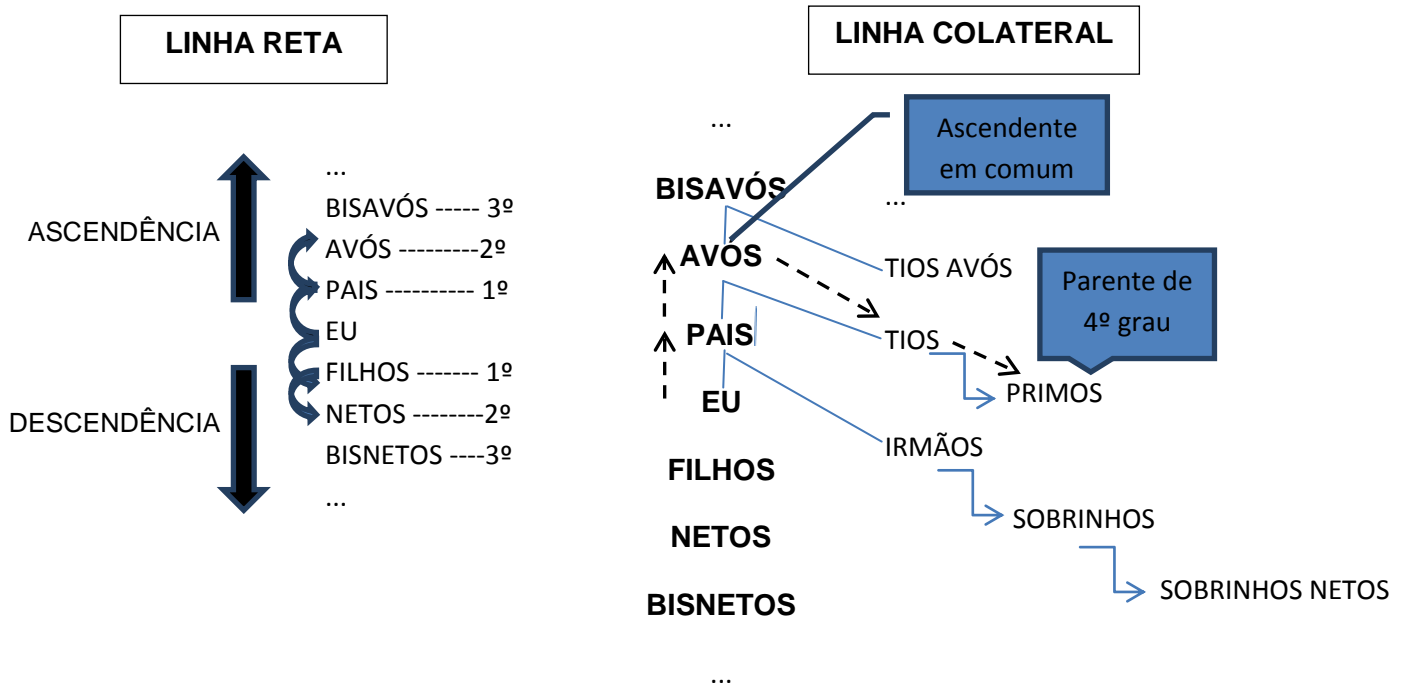 LINHA RETA
...
BISAVÓS ----- 3º
ASCENDÊNCIA
AVÓS ---------2º
PAIS ---------- 1º
EU
FILHOS ------- 1º
DESCENDÊNCIA
NETOS --------2º
BISNETOS ----3º
...
LINHA COLATERAL
...
Ascendente
em comum
BISAVÓS
...
AVÓS
TIOS AVÓS
Parente de
4º grau
PAIS
TIOS
PRIMOS
EU
IRMÃOS
FILHOS
SOBRINHOS
NETOS
SOBRINHOS NETOS
BISNETOS
...